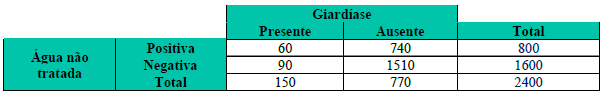 Giardíase
Presente Ausente Total
Água não tratada Positiva 60 740 800
Negativa 90 1510 1600
Total 150 770 2400